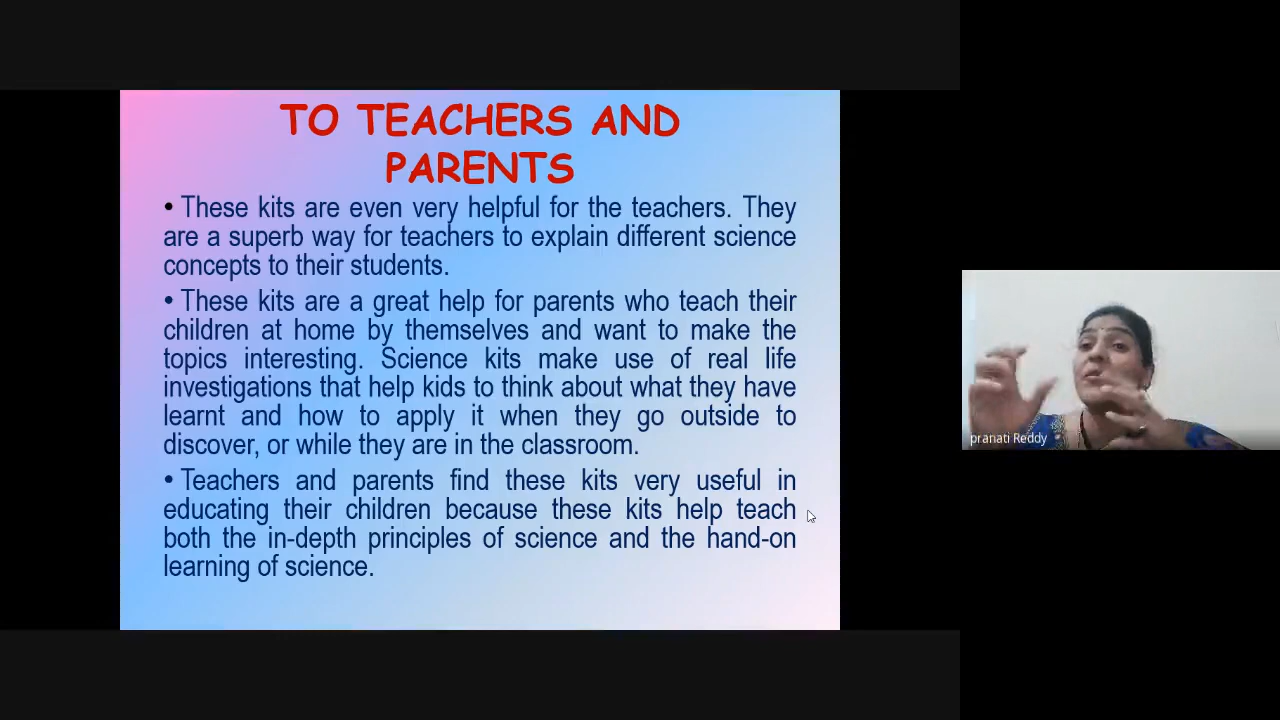 TO TEACHERS AND
PARENTS
• These kits are even very helpful for the teachers. They
are a superb way for teachers to explain different science
concepts to their students.
• These kits are a great help for parents who teach their
children at home by themselves and want to make the
topics interesting. Science kits make use of real life
investigations that help kids to think about what they have
learnt and how to apply it when they go outside to
discover, or while they are in the classroom.
• Teachers and parents find these kits very useful in
educating their children because these kits help teach
both the in-depth principles of science and the hand-on
learning of science.
pranati Reddy